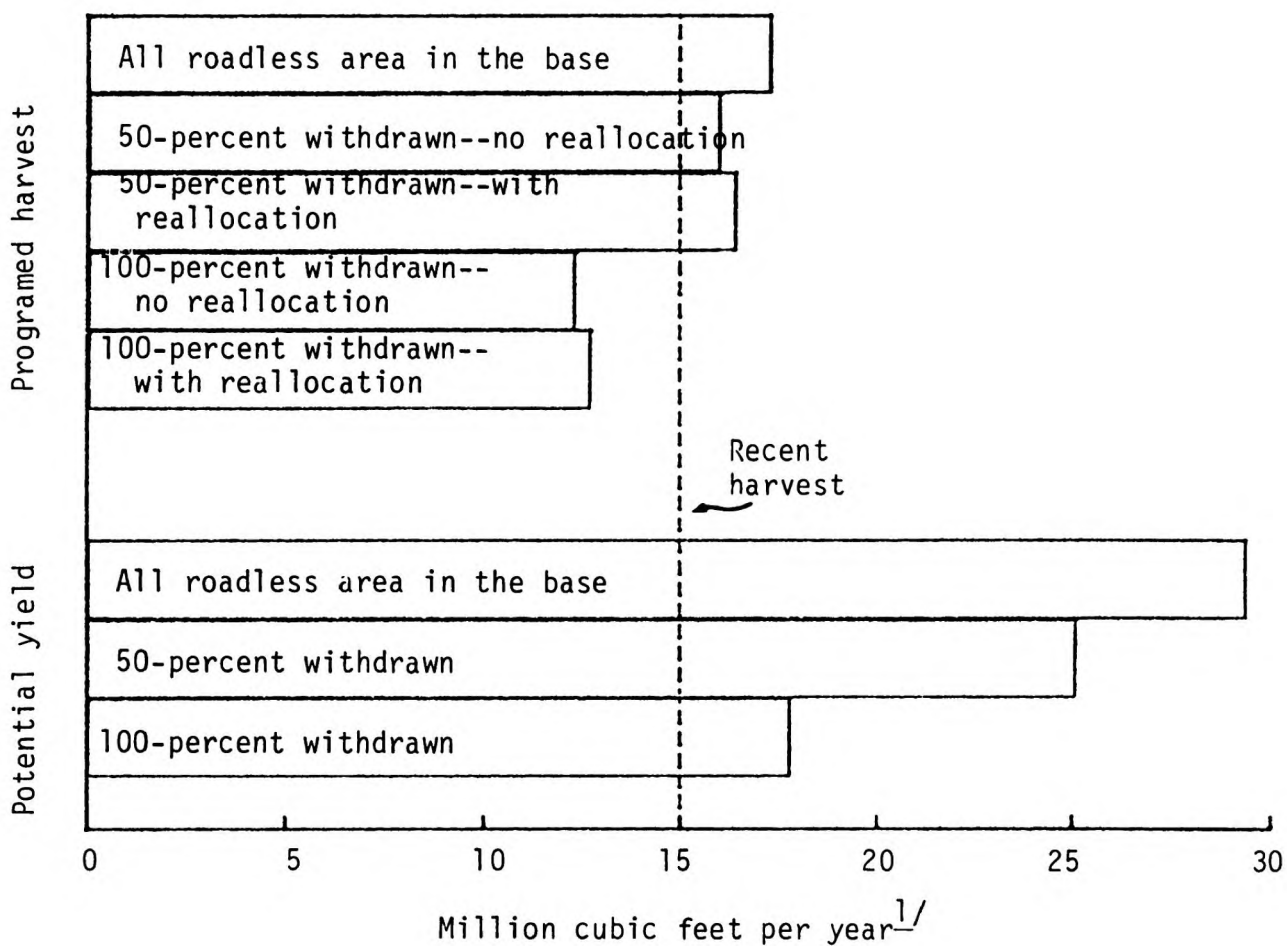 Programed harvest
All roadless area in the base
50-percent withdrawn--no reallocation
50-percent withdrawn--with
reallocation
100-percent withdrawn--
no reallocation
100-percent withdrawn--
with reallocation
Recent
harvest
Potential yield
All roadless area in the base
50-percent withdrawn
100-percent withdrawn
0 5 10 15 20 25 30
Million cubic feet per year 1/